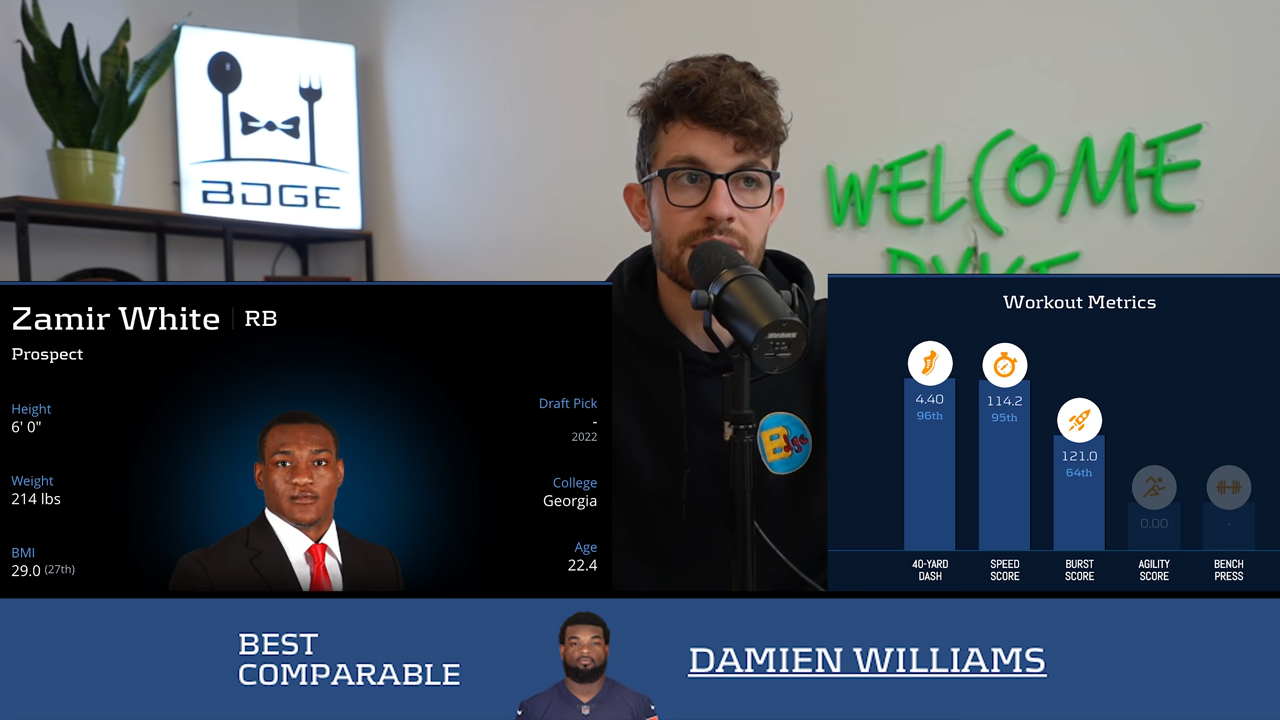 BDGE
WELCOME
Zamir White
RB
Prospect
Height
6' 0"
Weight
214 lbs
BMI
29.0 (27th)
Draft Pick
-
2022
College
Georgia
Age
22.4
Bdge
Workout Metrics
4.40
96th
114.2
95th
121.0
64th
0.00
-
40-YARD
DASH
SPEED
SCORE
BURST
SCORE
AGILITY
SCORE
BENCH
PRESS
BEST
COMPARABLE
DAMIEN WILLIAMS